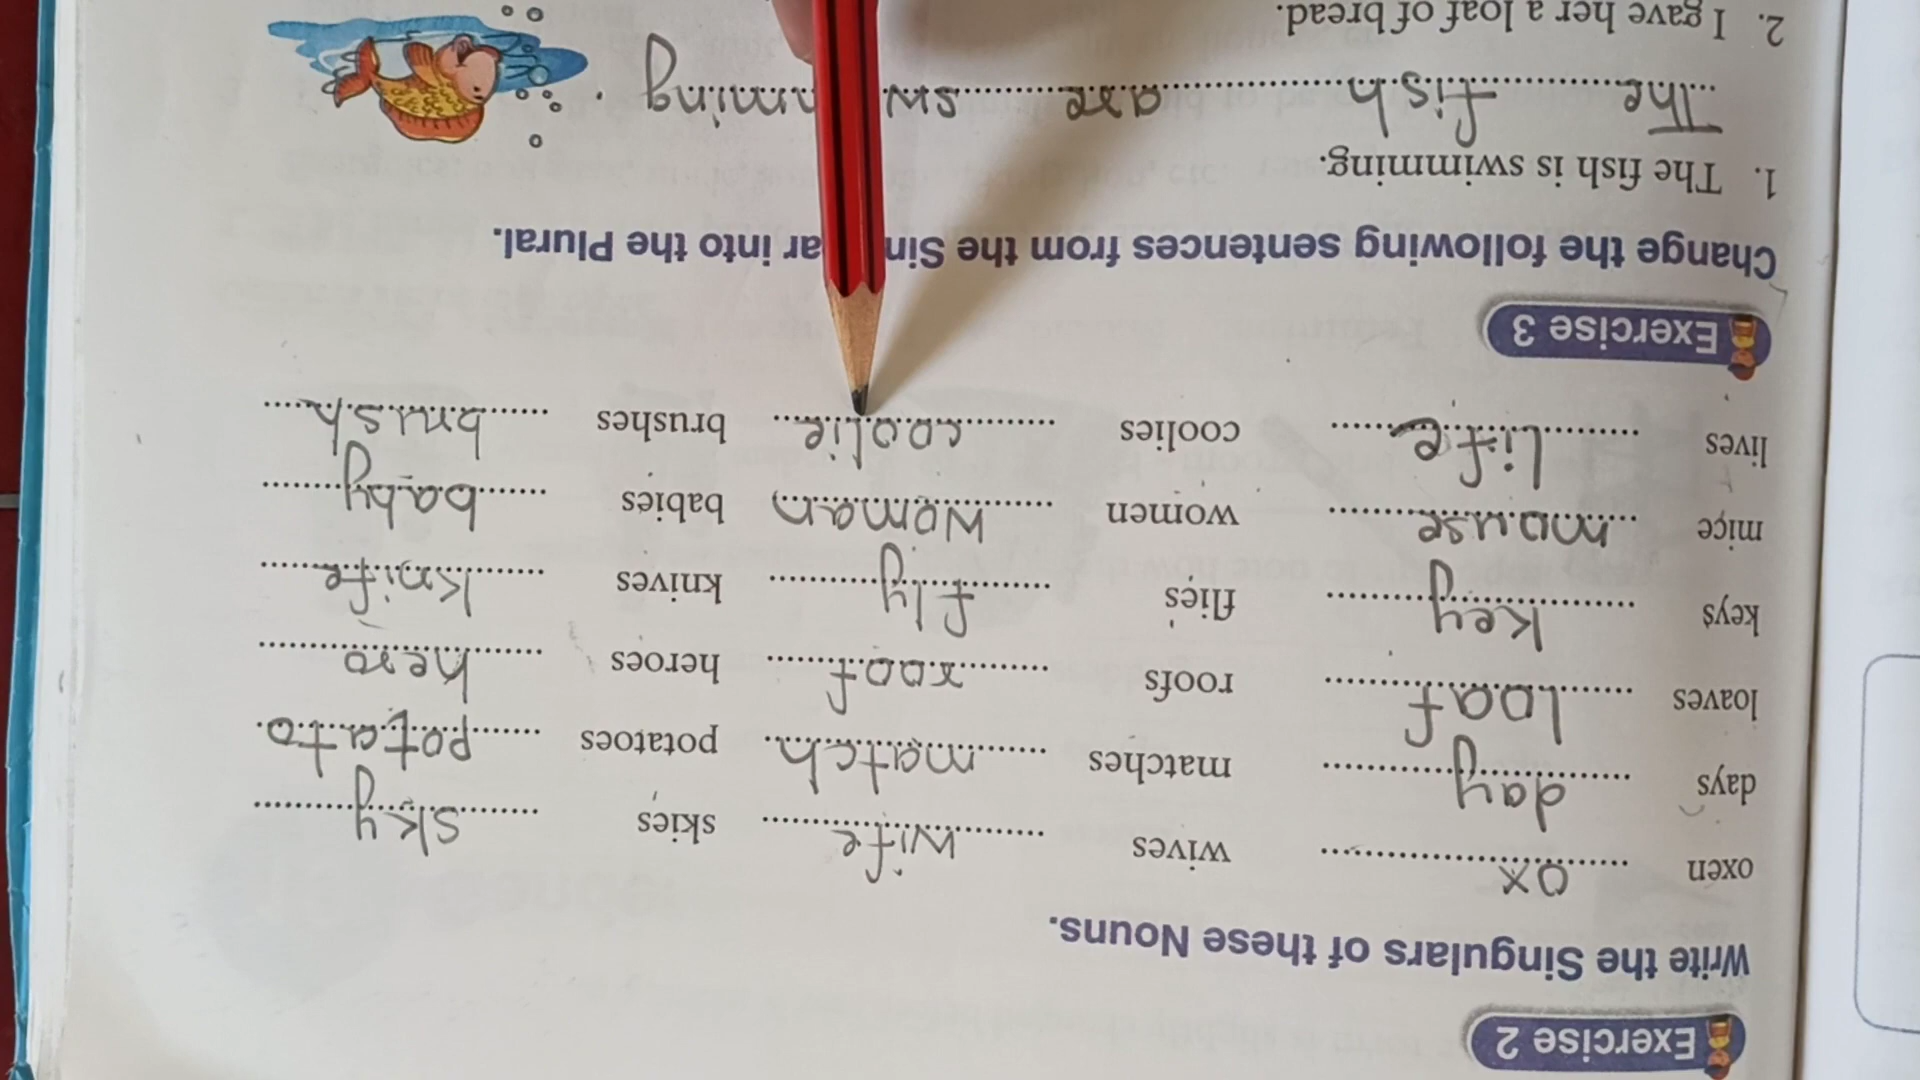 Exercise 2
Write the Singulars of these Nouns.
oxen ox wives wife skies sky
days day matches match potatoes potato
loaves Loaf roofs roof heroes hero
keys key flies fly knives knife
mice mouse women woman babies baby
lives Life coolies coolie brushes brush
Exercise 3
Change the following sentences from the Sin ar into the Plural.
1. The fish is swimming.
The fish are sw mming.
2. I gave her a loaf of bread.